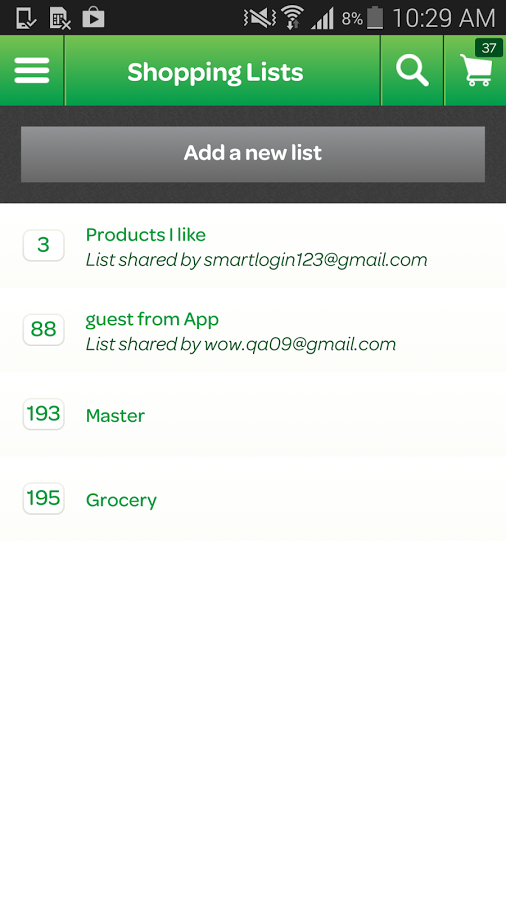 8% 10:29 AM
37
Shopping Lists
Add a new list
3
Products I like
List shared by smartlogin123@gmail.com
88
guest from App
List shared by wow.qa09@gmail.com
193
Master
195
Grocery